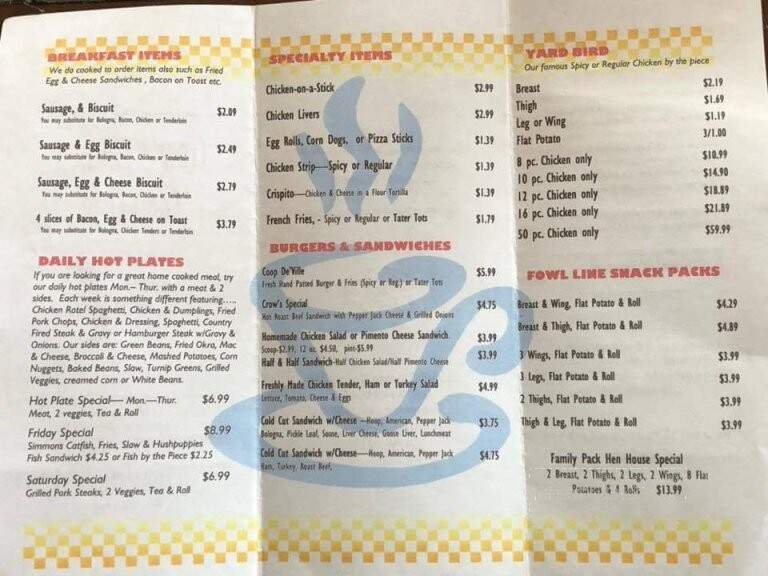 BREAKFAST ITEMS
We do cooked to order items also such as Fried
Egg & Cheese Sandwiches , Bacon on Toast etc.
Sausage, & Biscuit $2.09
You may substitute for Bologna, Bacon, Chicken or Tenderloin
Sausage & Egg Biscuit $2.49
You may substitute for Bologna, Bacon, Chicken or Tenderloin
Sausage, Egg & Cheese Biscuit $2.79
You may substitute for Bologna, Bacon, Chicken or Tenderloin
4 slices of Bacon, Egg & Cheese on Toast $3.79
You may substitute for Bologna, Chicken Tenders or Tenderloin
DAILY HOT PLATES
If you are looking for a great home cooked meal, try
our daily hot plates Mon.– Thur. with a meat & 2
sides. Each week is something different featuring.....
Chicken Rotel Spaghetti, Chicken & Dumplings, Fried
Pork Chops, Chicken & Dressing, Spaghetti, Country
Fired Steak & Gravy or Hamburger Steak w/Gravy &
Onions. Our sides are: Green Beans, Fried Okra, Mac
& Cheese, Broccoli & Cheese, Mashed Potatoes, Corn
Nuggets, Baked Beans, Slaw, Turnip Greens, Grilled
Veggies, creamed corn or White Beans.
Hot Plate Special— Mon.—Thur. $6.99
Meat, 2 veggies, Tea & Roll
Friday Special $8.99
Simmons Catfish, Fries, Slow & Hushpuppies
Fish Sandwich $4.25 or Fish by the Piece $2.25
Saturday Special $6.99
Grilled Pork Steaks, 2 Veggies, Tea & Roll
SPECIALTY ITEMS
Chicken-on-a-Stick $2.99
Chicken Livers $2.99
Egg Rolls, Corn Dogs, or Pizza Sticks $1.39
Chicken Strip—Spicy or Regular $1.39
Crispito—Chicken & Cheese in a Flour Tortilla $1.39
French Fries, - Spicy or Regular or Tater Tots $1.79
BURGERS & SANDWICHES
Coop De'Ville $5.99
Fresh Hand Patted Burger & Fries (Spicy or Reg.) or Tater Tots
Crow's Special $4.75
Hot Roast Beef Sandwich with Pepper Jack Cheese & Grilled Onions
Homemade Chicken Salad or Pimento Cheese Sandwich $3.99
Scoop-$2.99, 12 oz. $4.50, pint-$5.99
Half & Half Sandwich-Half Chicken Salad/Half Pimento Cheese $3.99
Freshly Made Chicken Tender, Ham or Turkey Salad $4.99
Lettuce, Tomato, Cheese & Eggs
Cold Cut Sandwich w/Cheese —Hoop, American, Pepper Jack $3.75
Bologna, Pickle Loaf, Souse, Liver Cheese, Goose Liver, Lunchmeat
Cold Cut Sandwich w/Cheese—Hoop, American, Pepper Jack $4.75
Ham, Turkey, Roast Beef,
YARD BIRD
Our famous Spicy or Regular Chicken by the piece
Breast $2.19
Thigh $1.69
Leg or Wing $1.19
Flat Potato 3/1.00
8 pc. Chicken only $10.99
10 pc. Chicken only $14.90
12 pc. Chicken only $18.89
16 pc. Chicken only $21.89
50 pc. Chicken only $59.99
FOWL LINE SNACK PACKS
Breast & Wing, Flat Potato & Roll $4.29
Breast & Thigh, Flat Potato & Roll $4.89
3 Wings, Flat Potato & Roll $3.99
3 Legs, Flat Potato & Roll $3.99
2 Thighs, Flat Potato & Roll $3.99
Thigh & Leg, Flat Potato & Roll $3.99
Family Pack Hen House Special
2 Breast, 2 Thighs, 2 Legs, 2 Wings, 8 Flat
Potatoes & 4 Rolls $13.99